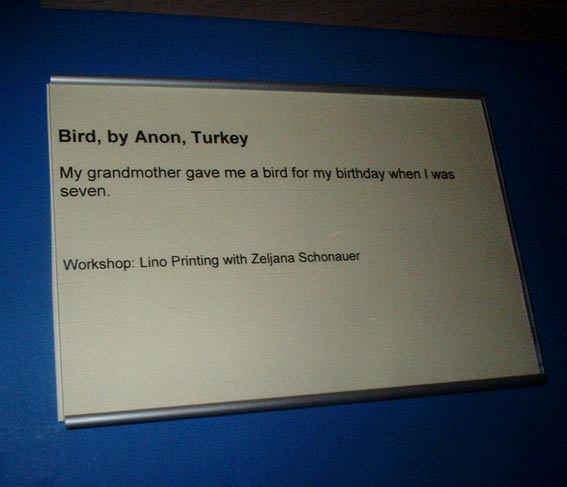 Bird, by Anon, Turkey
My grandmother gave me a bird for my birthday when I was
seven.
Workshop: Lino Printing with Zeljana Schonauer